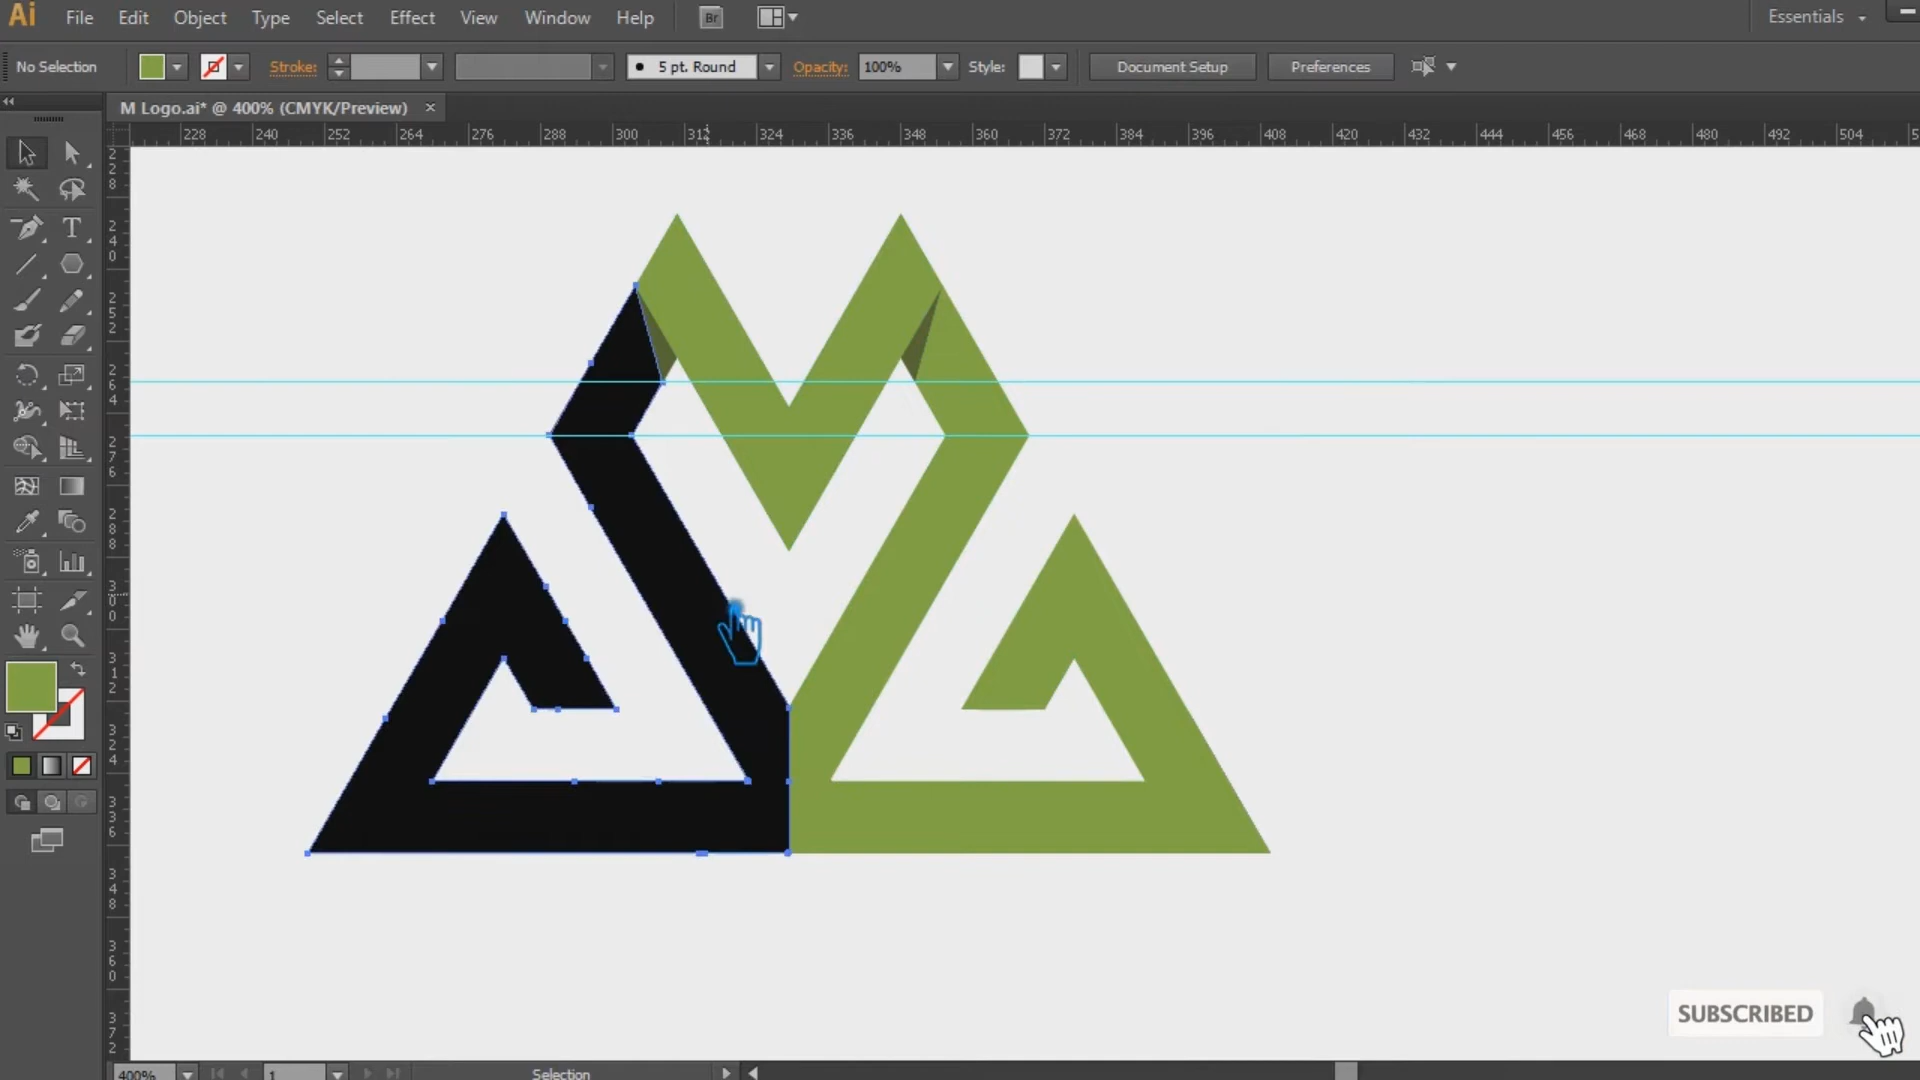 Ai File Edit Object Type Select Effect View Window Help Br Essentials
No Selection Stroke: 5 pt. Round Opacity: 100% Style: Document Setup Preferences
M Logo.ai* @ 400% (CMYK/Preview) ×
228 240 252 264 276 288 300 312 324 336 348 360 372 384 396 408 420 432 444 456 468 480 492 504
228
240
252
264
276
288
300
312
324
336
348
360
372
T
SUBSCRIBED
400% 1 Selection